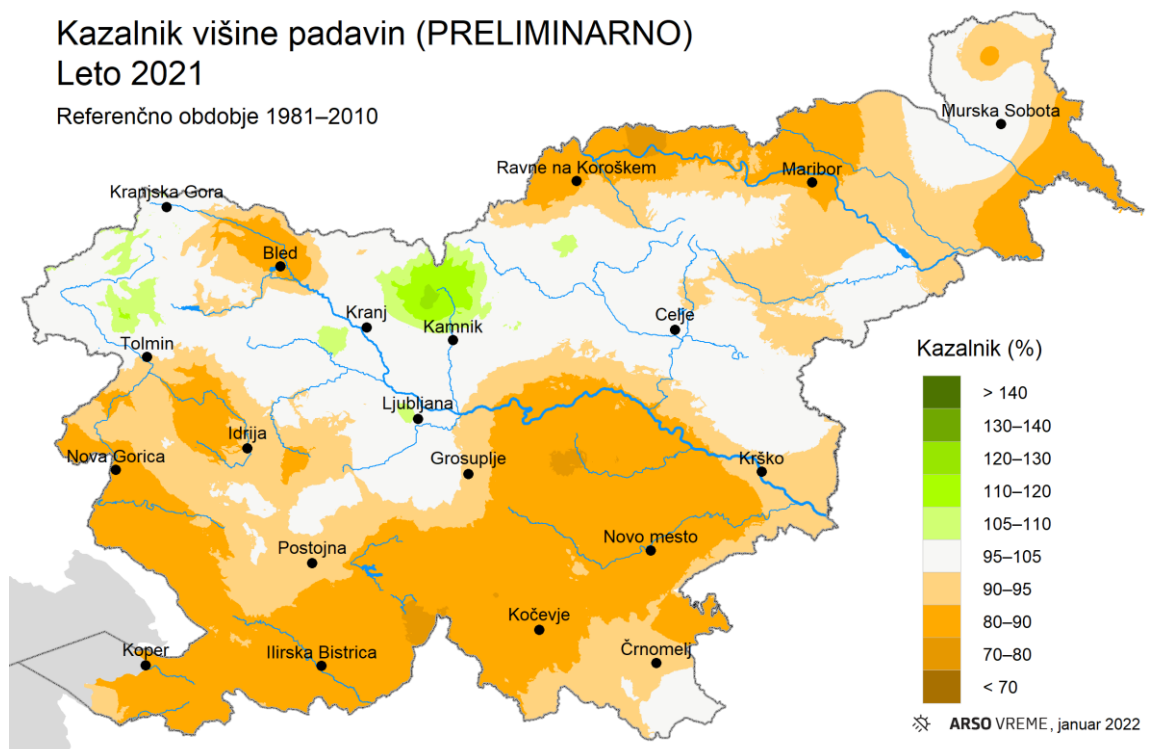 Kazalnik višine padavin (PRELIMINARNO)
Leto 2021
Referenčno obdobje 1981–2010
Murska Sobota
Ravne na Koroškem
Maribor
Kranjska Gora
Bled
Kranj
Kamnik
Celje
Tolmin
Ljubljana
Idrija
Nova Gorica
Grosuplje
Krško
Postojna
Novo mesto
Kočevje
Koper
Ilirska Bistrica
Črnomelj
Kazalnik (%)
> 140
130–140
120–130
110–120
105–110
95–105
90–95
80–90
70–80
< 70
ARSO VREME, januar 2022